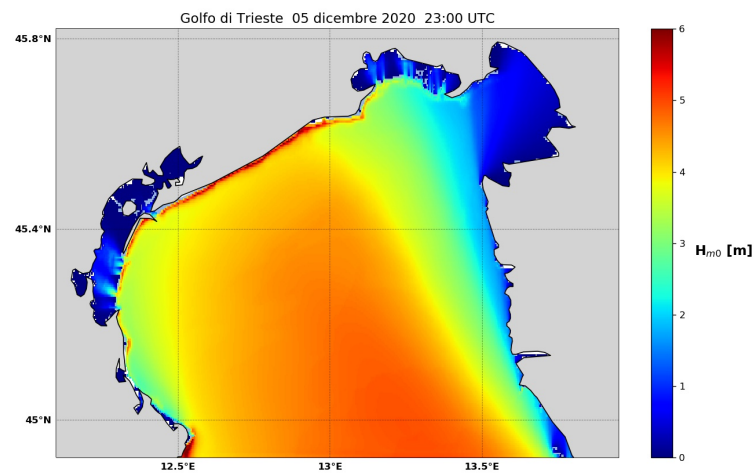 Golfo di Trieste 05 dicembre 2020 23:00 UTC
45.8°N
45.4°N
45°N
12.5°E
13°E
13.5°E
6
5
4
3
2
1
0
Hm0 [m]